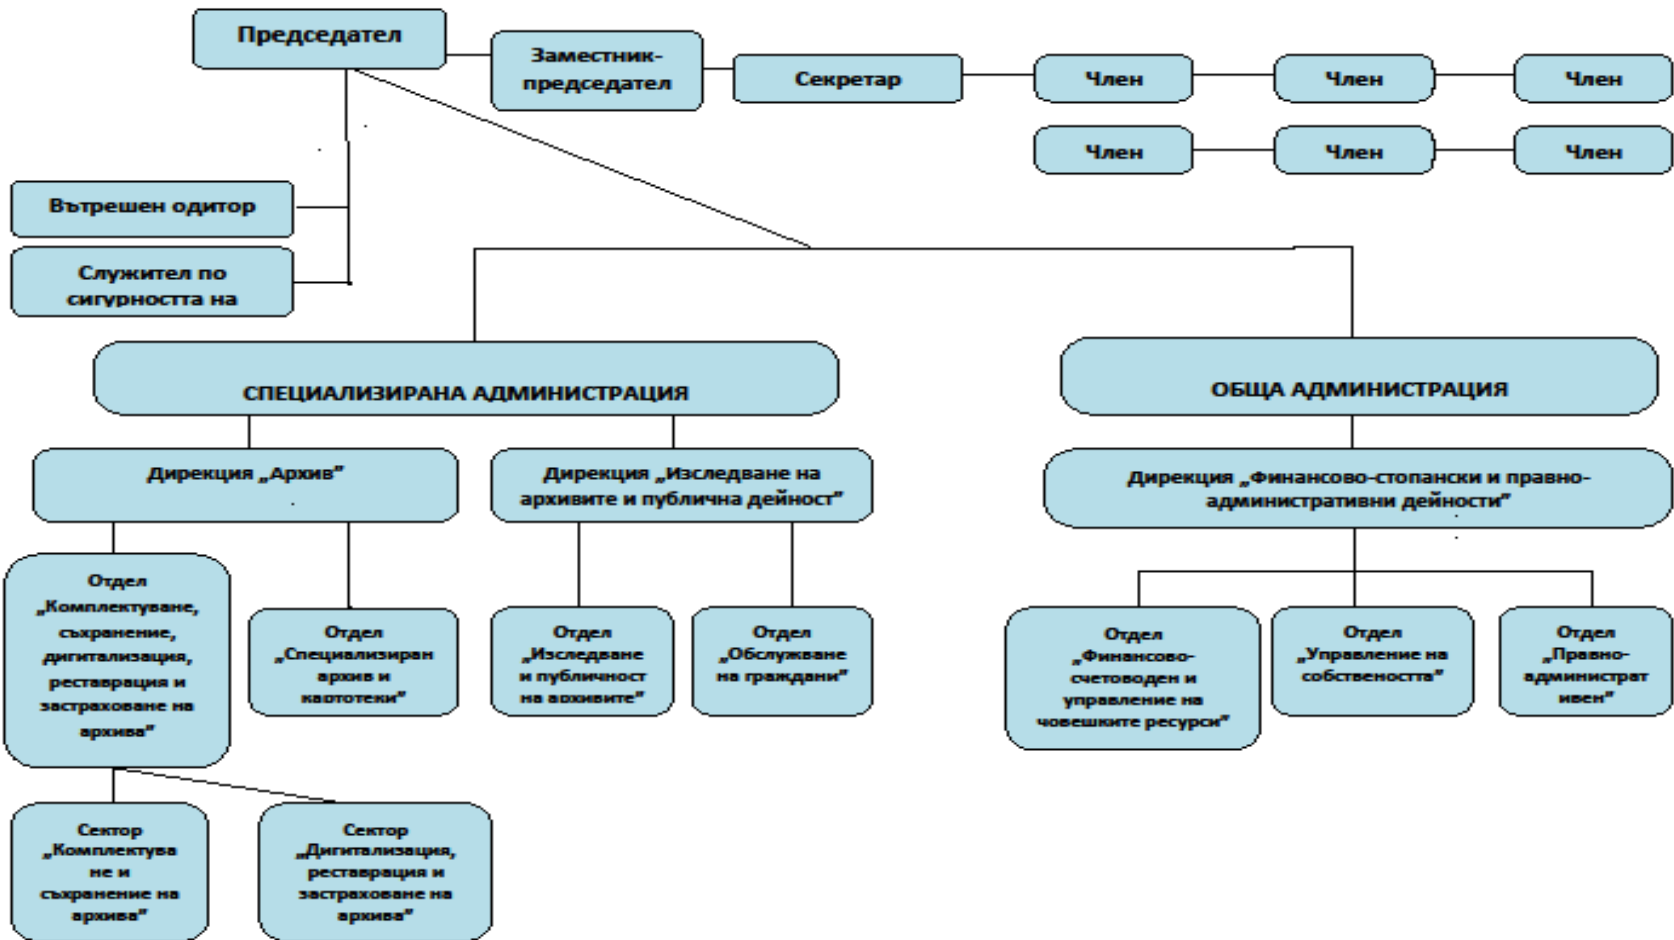 Председател
Заместник-
председател
Секретар
Член
Член
Член
Член
Член
Член
Вътрешен одитор
Служител по
сигурността на
СПЕЦИАЛИЗИРАНА АДМИНИСТРАЦИЯ
ОБЩА АДМИНИСТРАЦИЯ
Дирекция „Архив”
Дирекция „Изследване на
архивите и публична дейност”
Дирекция „Финансово-стопански и правно-
административни дейности”
Отдел
„Комплектуване,
съхранение,
дигитализация,
реставрация и
застраховане на
архива”
Отдел
„Специализиран
архив и
картотеки”
Отдел
„Изследване
и публичност
на архивите”
Отдел
„Обслужване
на граждани”
Отдел
„Финансово-
счетоводен и
управление на
човешките ресурси”
Отдел
„Управление на
собствеността”
Отдел
„Правно-
администрат
ивен”
Сектор
„Комплектува
не и
съхранение на
архива”
Сектор
„Дигитализация,
реставрация и
застраховане на
архива”